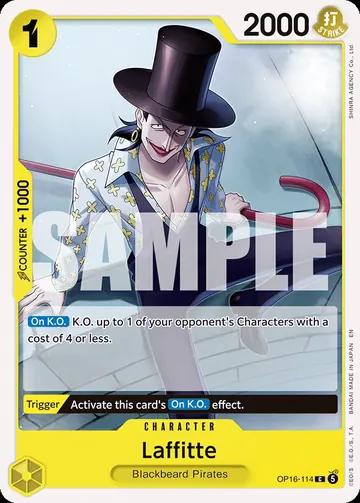 1
2000
打
STRIKE
COUNTER +1000
SHINRA AGENCY Co., Ltd.
SAMPLE
On K.O. K.O. up to 1 of your opponent's Characters with a
cost of 4 or less.
Trigger Activate this card's On K.O. effect.
CHARACTER
Laffitte
Blackbeard Pirates
OP16-114 C 5
©E.O./S. ©E.O./S., T.A. BANDAI MADE IN JAPAN EN